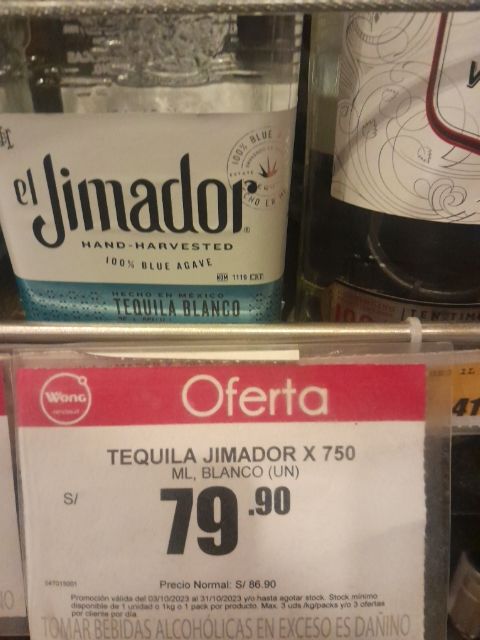 100% BLUE
el Jimador
HAND-HARVESTED
100% BLUE AGAVE
NOM 1119 CRT
HECHO EN MÉXICO
TEQUILA BLANCO
Wong
Oferta
41
TEQUILA JIMADOR X 750
ML, BLANCO (UN)
S/ 79.90
Precio Normal: S/ 86.90
Promoción válida del 03/10/2023 al 31/10/2023 y/o hasta agotar stock. Stock mínimo
disponible de 1 unidad o 1kg o 1 pack por producto. Max. 3 uds./kg/packs y/o 3 ofertas
por cliente por día.
TOMAR BEBIDAS ALCOHÓLICAS EN EXCESO ES DAÑINO